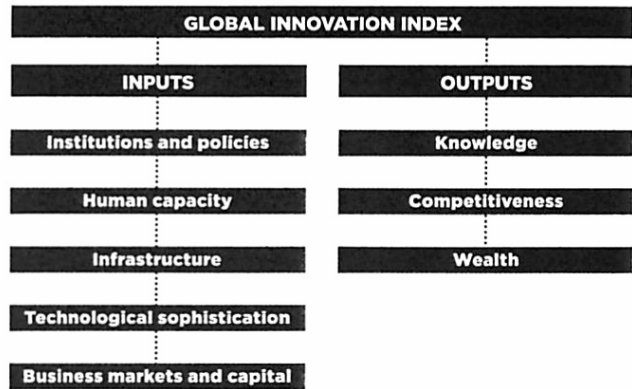 GLOBAL INNOVATION INDEX
INPUTS
Institutions and policies
Human capacity
Infrastructure
Technological sophistication
Business markets and capital
OUTPUTS
Knowledge
Competitiveness
Wealth